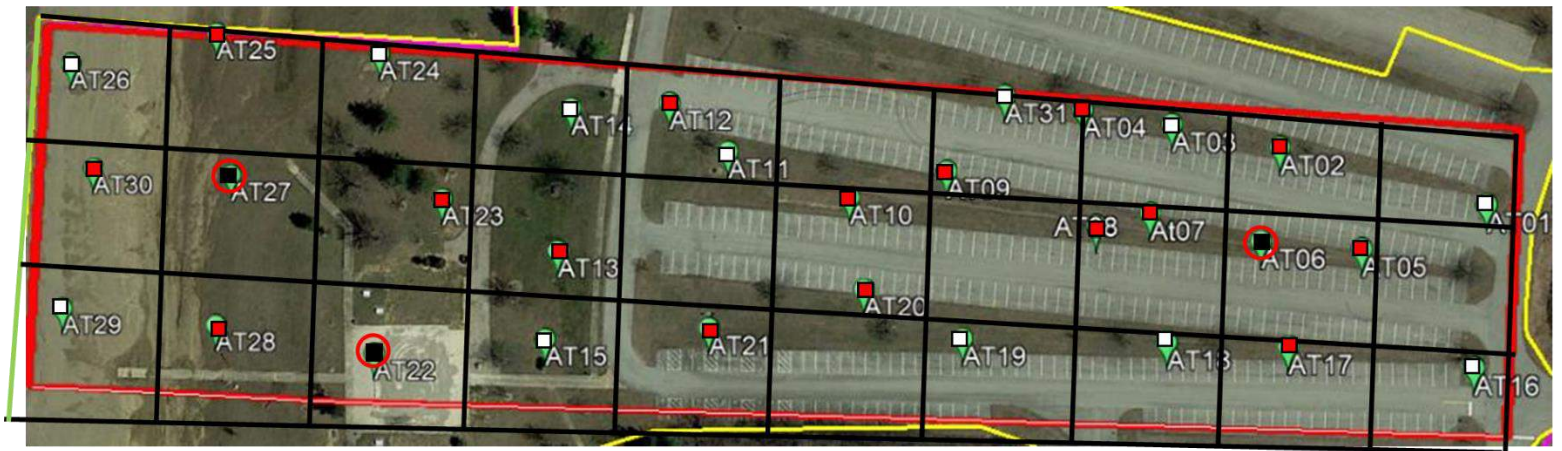 AT25
AT26
AT24
AT14
AT12
AT31
AT04
AT03
AT02
AT11
AT30
AT27
AT09
AT23
AT10
AT01
AT08
At07
AT06
AT05
AT13
AT20
AT29
AT28
AT15
AT21
AT19
AT18
AT17
AT22
AT16